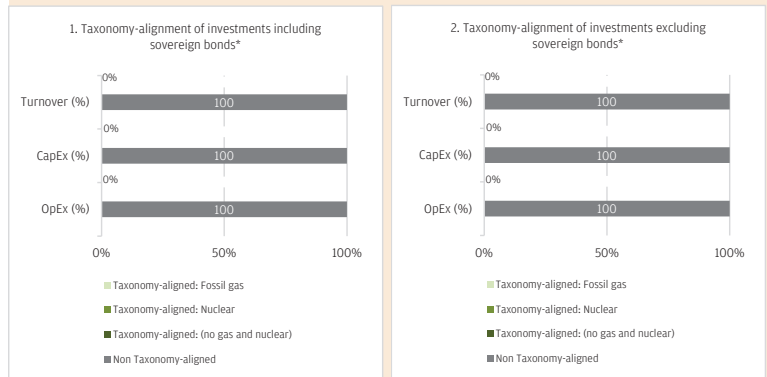 1. Taxonomy-alignment of investments including
sovereign bonds*
0%
Turnover (%)
100
0%
CapEx (%)
100
0%
OpEx (%)
100
0%
50%
100%
Taxonomy-aligned: Fossil gas
Taxonomy-aligned: Nuclear
Taxonomy-aligned: (no gas and nuclear)
Non Taxonomy-aligned
2. Taxonomy-alignment of investments excluding
sovereign bonds*
0%
Turnover (%)
100
0%
CapEx (%)
100
0%
OpEx (%)
100
0%
50%
100%
Taxonomy-aligned: Fossil gas
Taxonomy-aligned: Nuclear
Taxonomy-aligned: (no gas and nuclear)
Non Taxonomy-aligned